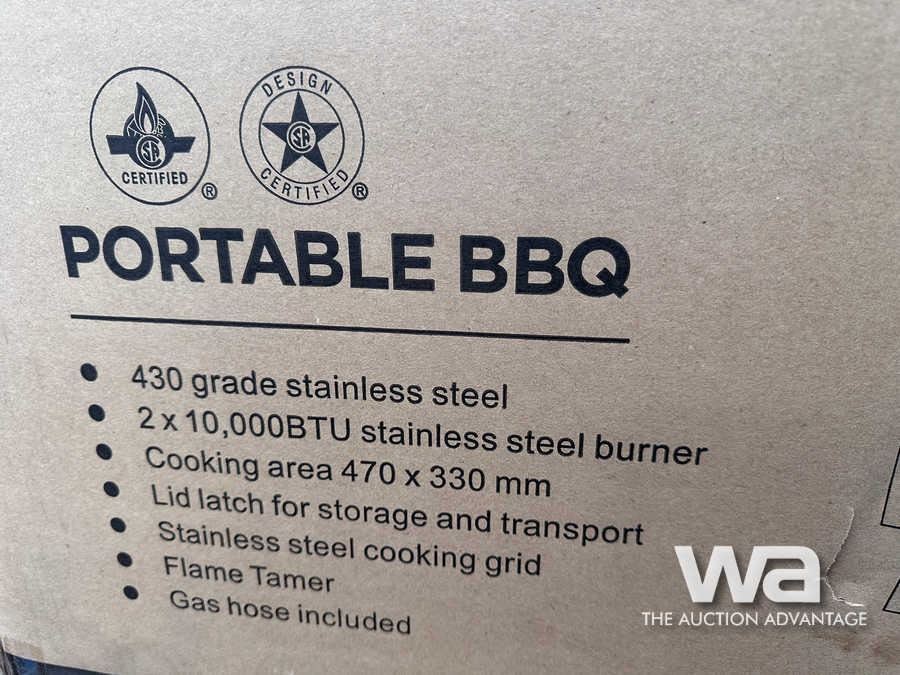 CERTIFIED ®
DESIGN
CERTIFIED ®
PORTABLE BBQ
• 430 grade stainless steel
• 2 x 10,000BTU stainless steel burner
• Cooking area 470 x 330 mm
• Lid latch for storage and transport
• Stainless steel cooking grid
• Flame Tamer
• Gas hose included
wa
THE AUCTION ADVANTAGE